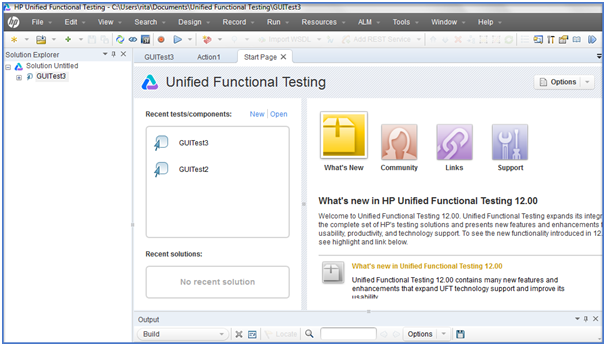 HP Unified Functional Testing - C:\Users\rita\Documents\Unified Functional Testing\GUITest3
File Edit View Search Design Record Run Resources ALM Tools Window Help
Import WSDL Add REST Service
Solution Explorer
Solution Untitled
GUITest3
GUITest3 Action1 Start Page
Unified Functional Testing
Options
Recent tests/components: New Open
GUITest3
GUITest2
Recent solutions:
No recent solution
What's New Community Links Support
What's new in HP Unified Functional Testing 12.00
Welcome to Unified Functional Testing 12.00. Unified Functional Testing expands its
the complete set of HP's testing solutions and presents new features and enhancements
usability, productivity, and technology support. To see the new functionality introduced in 12.
see highlight and link below.
What's new in Unified Functional Testing 12.00
Unified Functional Testing 12.00 contains many new features and
enhancements that expand UFT technology support and improve its
usability.
Output
Build Locate Options